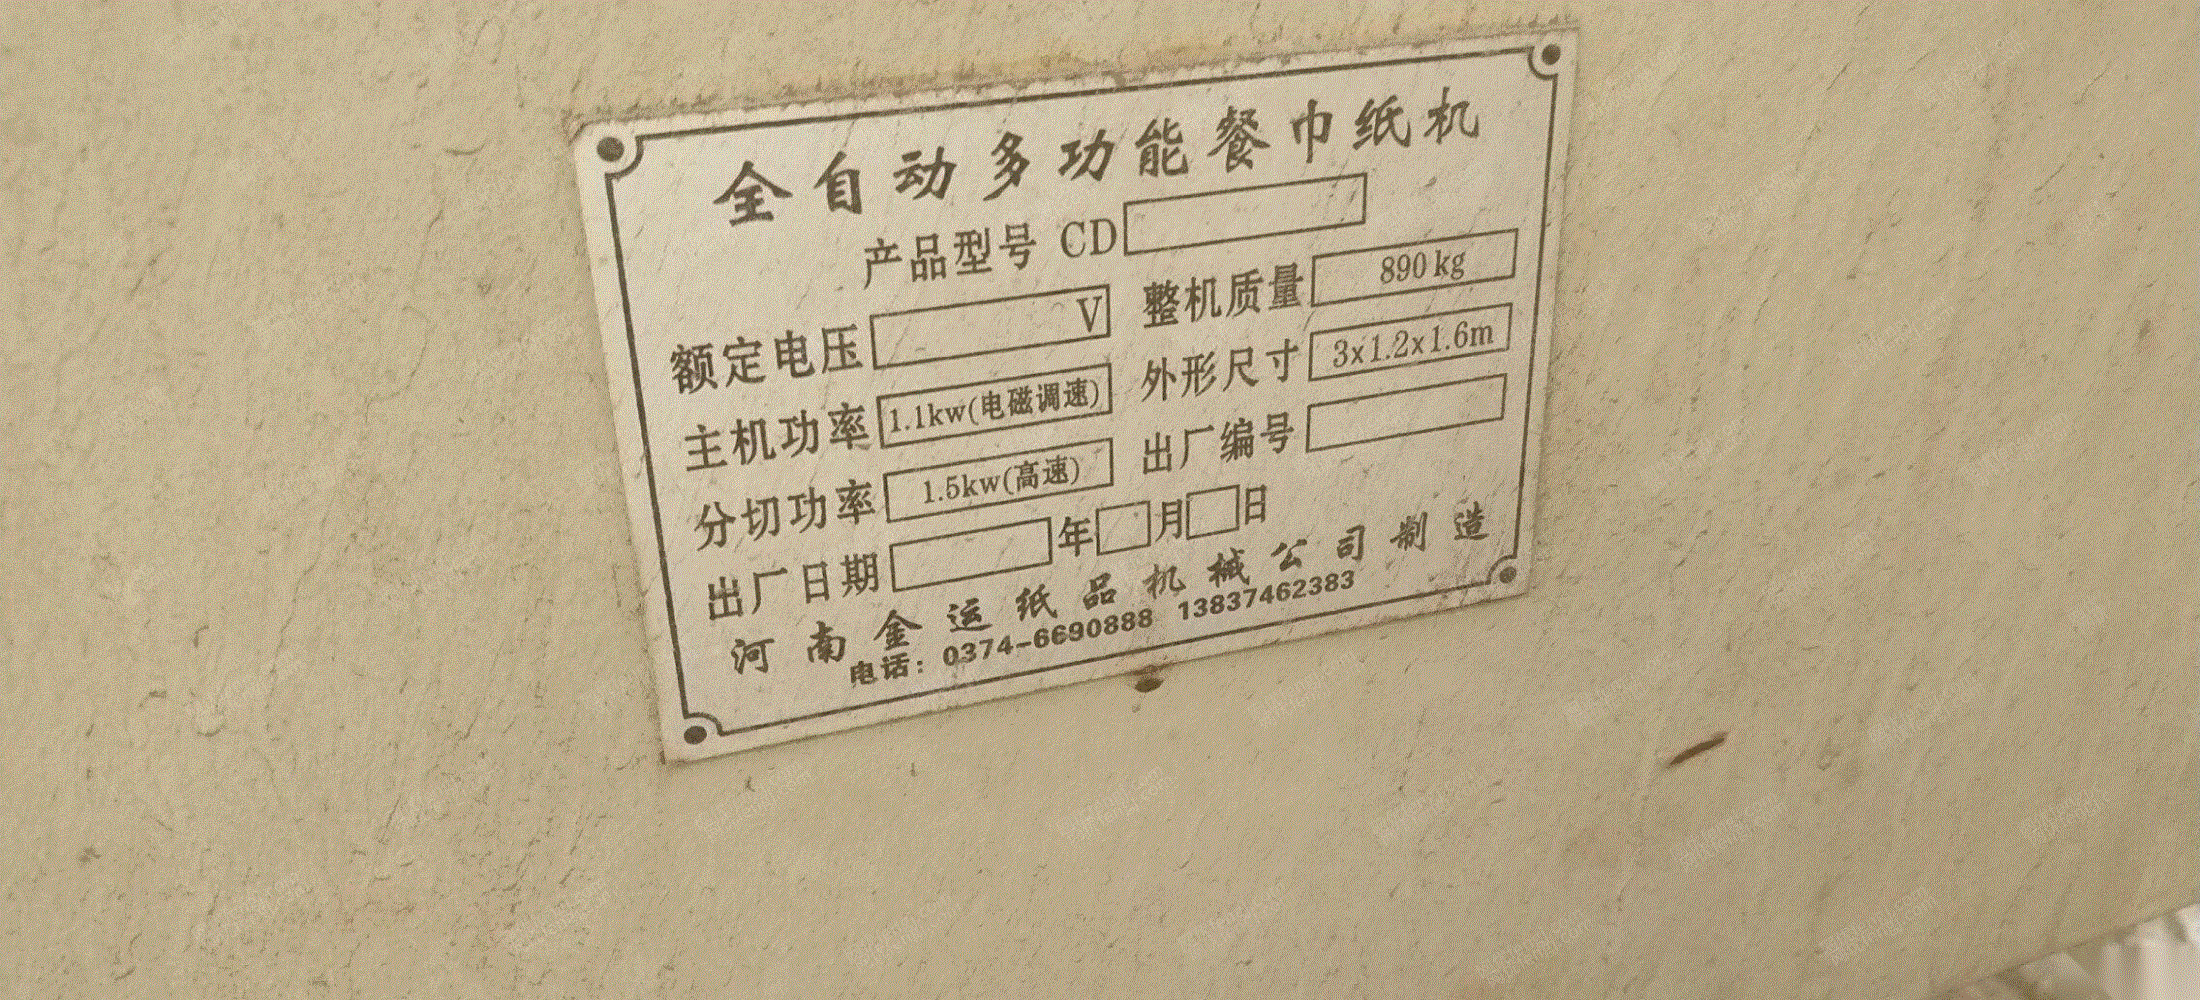 全自动多功能餐巾纸机
产品型号 CD
额定电压 V 整机质量 890kg
主机功率 1.1kw(电磁调速) 外形尺寸 3x1.2x1.6m
分切功率 1.5kw(高速) 出厂编号
出厂日期 年 月 日
河南金运纸品机械公司制造
电话：0374-6690888 13837462383